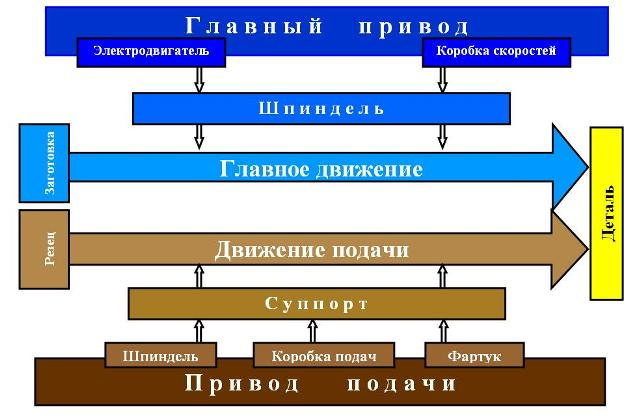 Главный привод
Электродвигатель
Коробка скоростей
Шпиндель
Заготовка
Главное движение
Деталь
Резец
Движение подачи
Суппорт
Шпиндель
Коробка подач
Фартук
Привод подачи